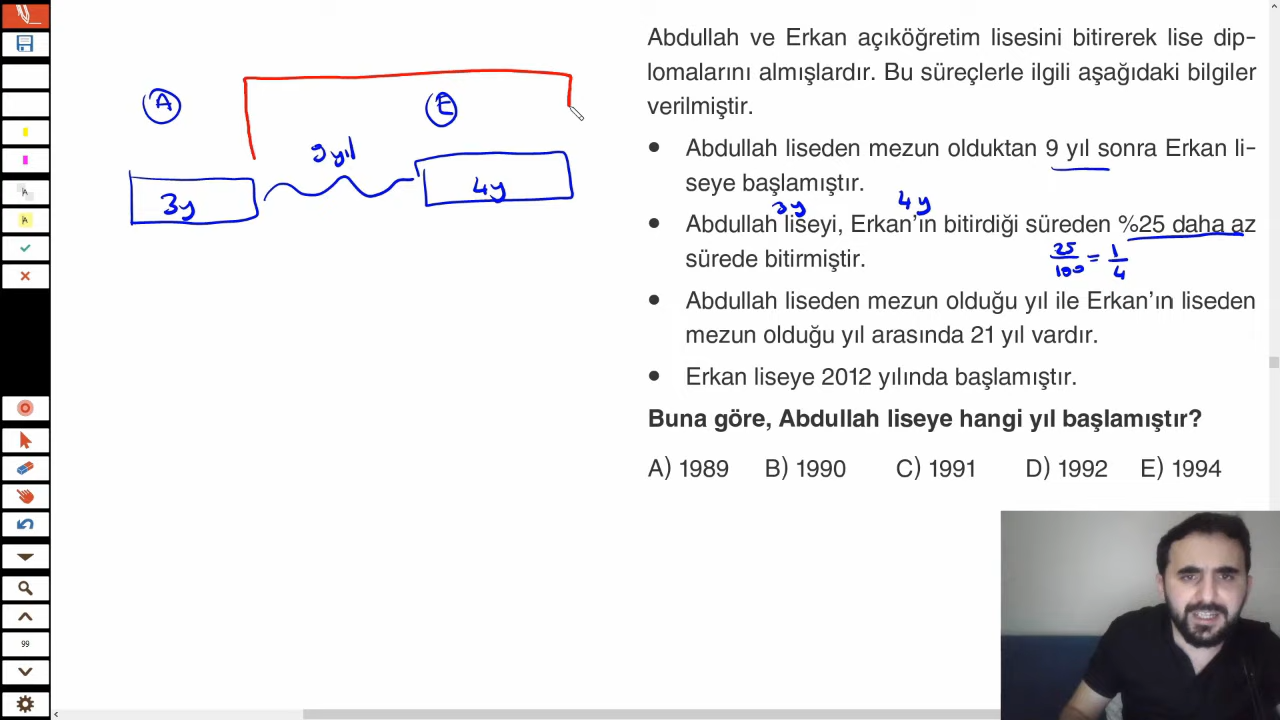 Abdullah ve Erkan açıköğretim lisesini bitirerek lise dip-
lomalarını almışlardır. Bu süreçlerle ilgili aşağıdaki bilgiler
verilmiştir.
• Abdullah liseden mezun olduktan 9 yıl sonra Erkan li-
seye başlamıştır.
3y 4y
• Abdullah liseyi, Erkan'ın bitirdiği süreden %25 daha az
sürede bitirmiştir.
25/100 = 1/4
• Abdullah liseden mezun olduğu yıl ile Erkan'ın liseden
mezun olduğu yıl arasında 21 yıl vardır.
• Erkan liseye 2012 yılında başlamıştır.
Buna göre, Abdullah liseye hangi yıl başlamıştır?
A) 1989 B) 1990 C) 1991 D) 1992 E) 1994
A
E
9 yıl
3y
4y
99